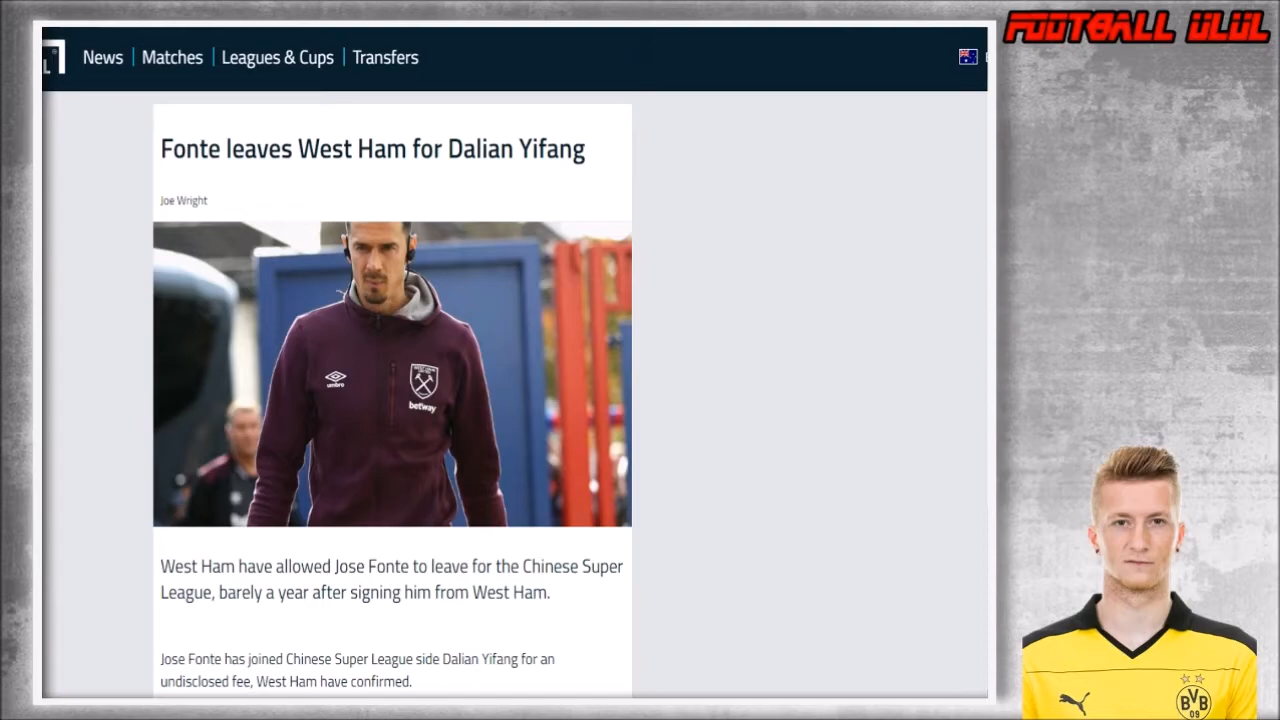 FOOTBALL ULUL
News
Matches
Leagues & Cups
Transfers
Fonte leaves West Ham for Dalian Yifang
Joe Wright
umbro
betway
West Ham have allowed Jose Fonte to leave for the Chinese Super
League, barely a year after signing him from West Ham.
Jose Fonte has joined Chinese Super League side Dalian Yifang for an
undisclosed fee, West Ham have confirmed.
BVB
09